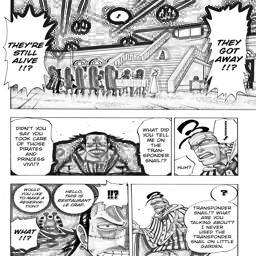 THEY
GOT
AWAY
!!?
THEY'RE
STILL
ALIVE
!!?
WHAT DID
YOU TELL
ME ON
THE TRAN-
SPONDER
SNAIL?
HUH?
DIDN'T YOU
SAY YOU TOOK
CARE OF THOSE
PIRATES AND
PRINCESS
VIVI?
?
TRANSPONDER
SNAIL? WHAT ARE
YOU TALKING
ABOUT? I NEVER
USED THE
TRANSPONDER
SNAIL ON LITTLE
GARDEN.
!!?
HELLO,
THIS IS
RESTAURANT
LE CRAP.
WOULD
YOU LIKE
TO MAKE
A RESERVA-
TION?
WHAT
!!?